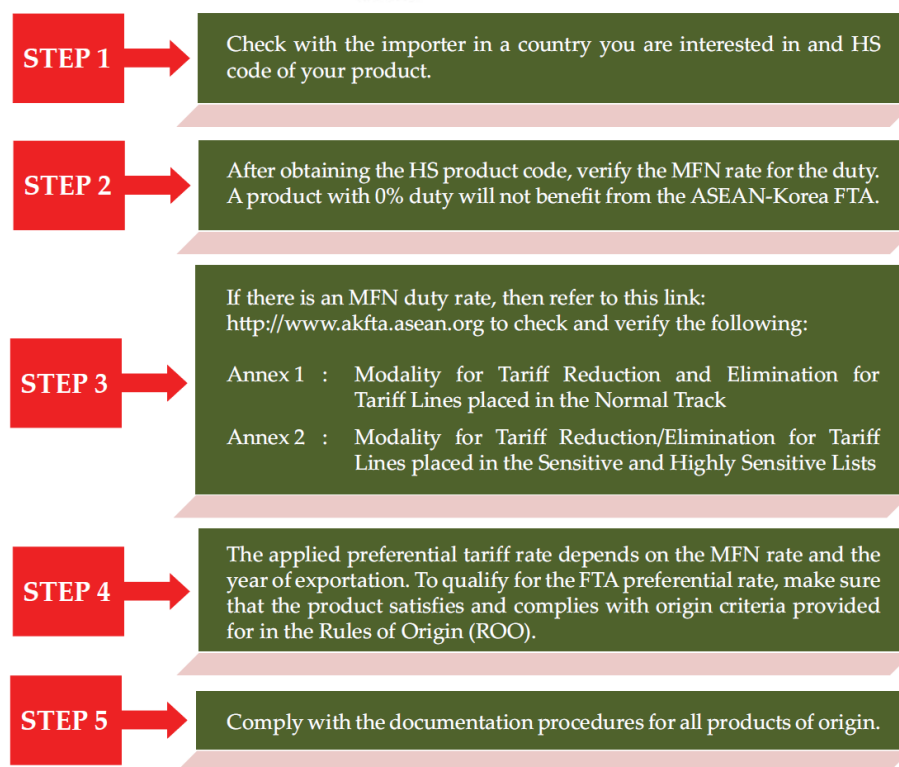 STEP 1
Check with the importer in a country you are interested in and HS
code of your product.
STEP 2
After obtaining the HS product code, verify the MFN rate for the duty.
A product with 0% duty will not benefit from the ASEAN-Korea FTA.
STEP 3
If there is an MFN duty rate, then refer to this link:
http://www.akfta.asean.org to check and verify the following:
Annex 1 : Modality for Tariff Reduction and Elimination for
Tariff Lines placed in the Normal Track
Annex 2 : Modality for Tariff Reduction/Elimination for Tariff
Lines placed in the Sensitive and Highly Sensitive Lists
STEP 4
The applied preferential tariff rate depends on the MFN rate and the
year of exportation. To qualify for the FTA preferential rate, make sure
that the product satisfies and complies with origin criteria provided
for in the Rules of Origin (ROO).
STEP 5
Comply with the documentation procedures for all products of origin.